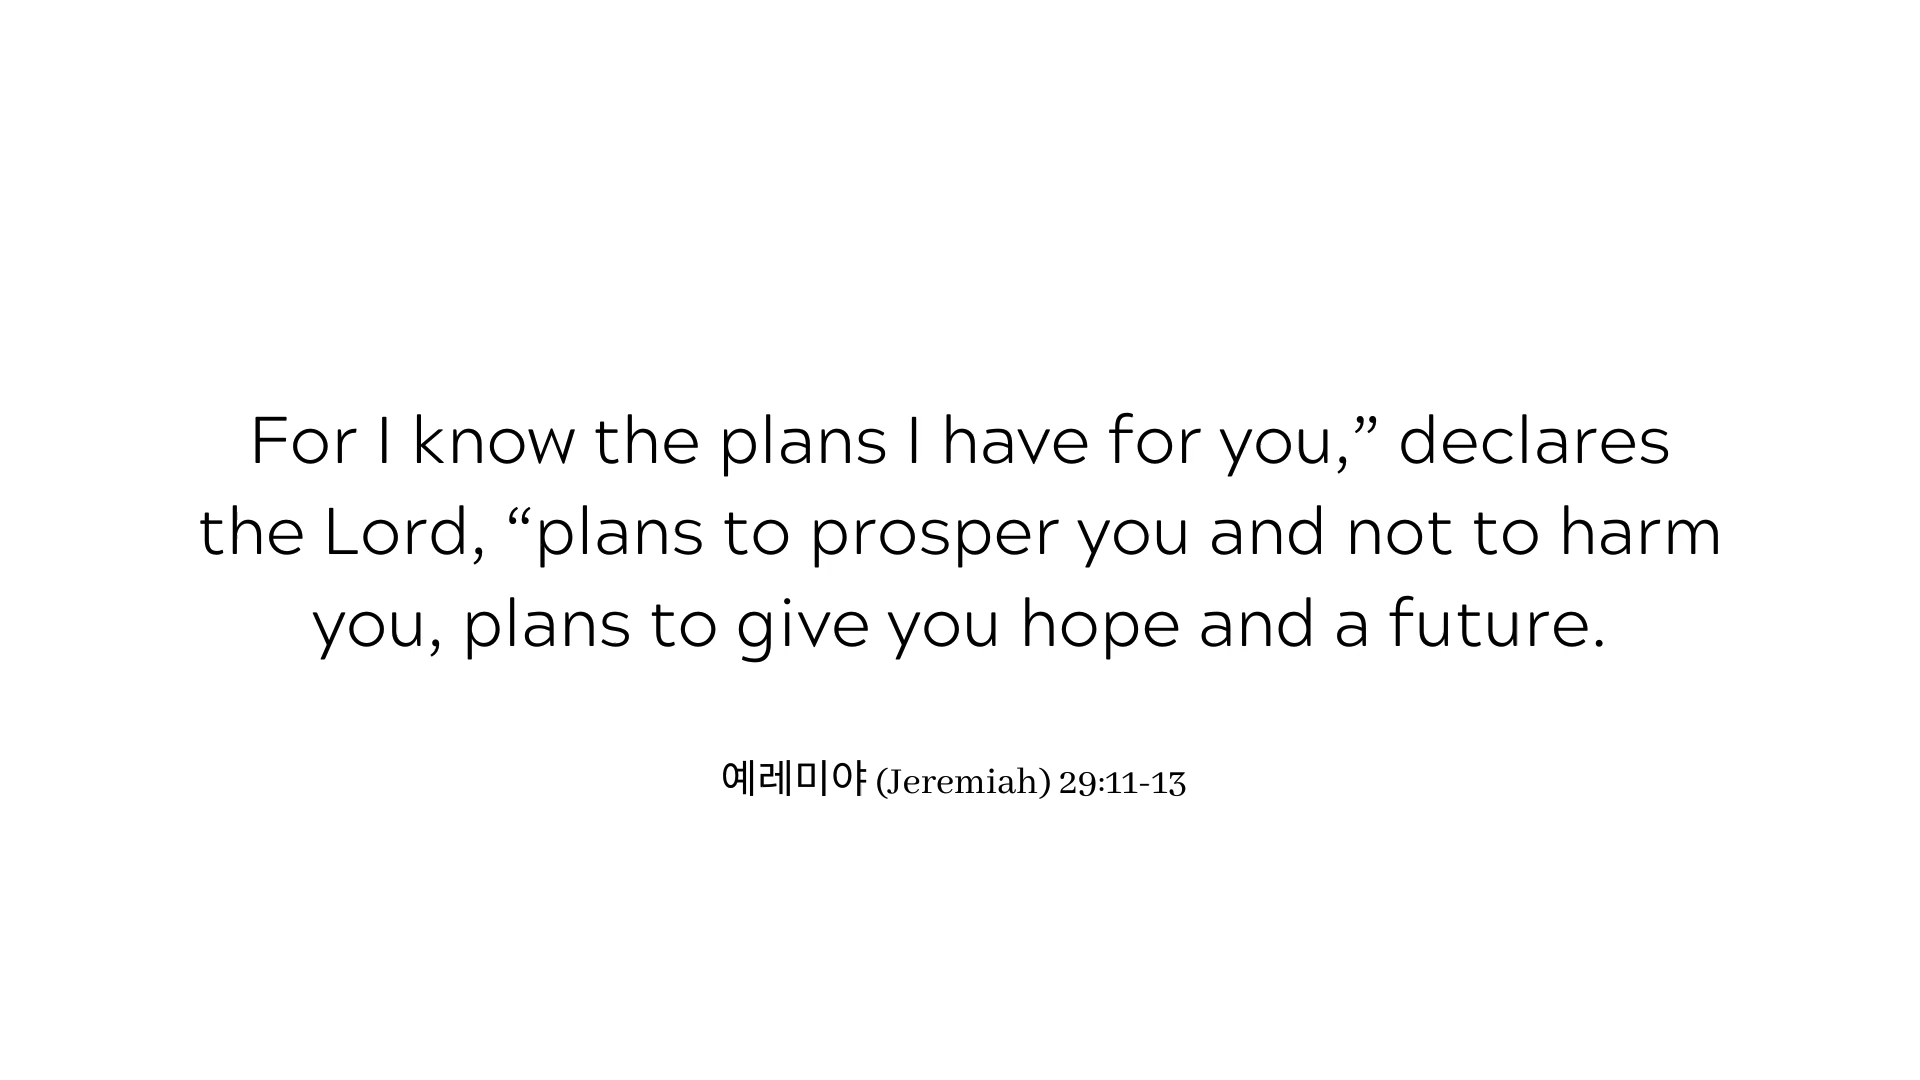 For I know the plans I have for you,” declares
the Lord, “plans to prosper you and not to harm
you, plans to give you hope and a future.
예레미야 (Jeremiah) 29:11-13